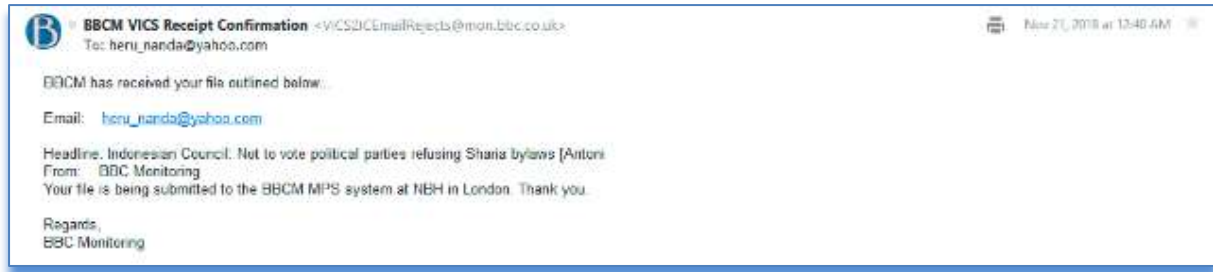 B
BBCM VICS Receipt Confirmation <VICS2ICEmailRejects@mon.bbc.co.uk>
Nov 21, 2018 at 12:40 AM
To: heru_nanda@yahoo.com
BBCM has received your file outlined below.
Email: heru_nanda@yahoo.com
Headline: Indonesian Council: Not to vote political parties refusing Sharia bylaws [Antoni
From: BBC Monitoring
Your file is being submitted to the BBCM MPS system at NBH in London. Thank you.
Regards,
BBC Monitoring